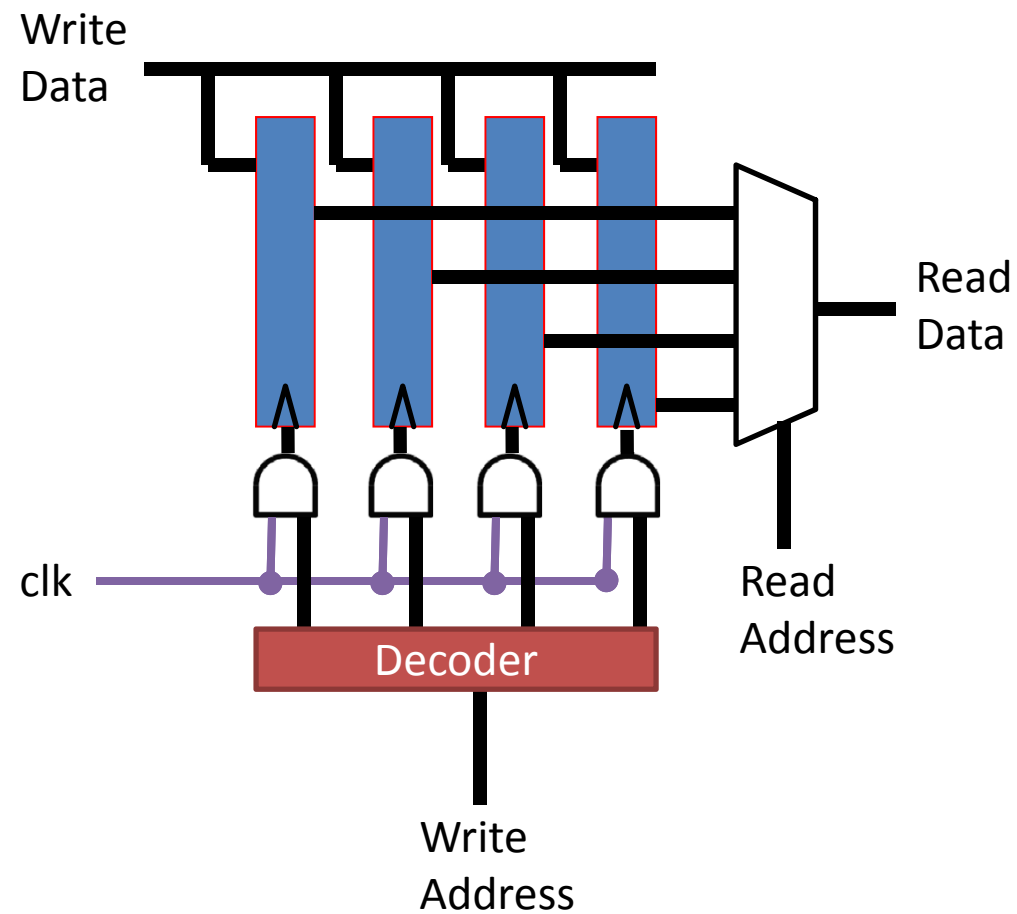 Write
Data
Read
Data
clk
Read
Address
Decoder
Write
Address